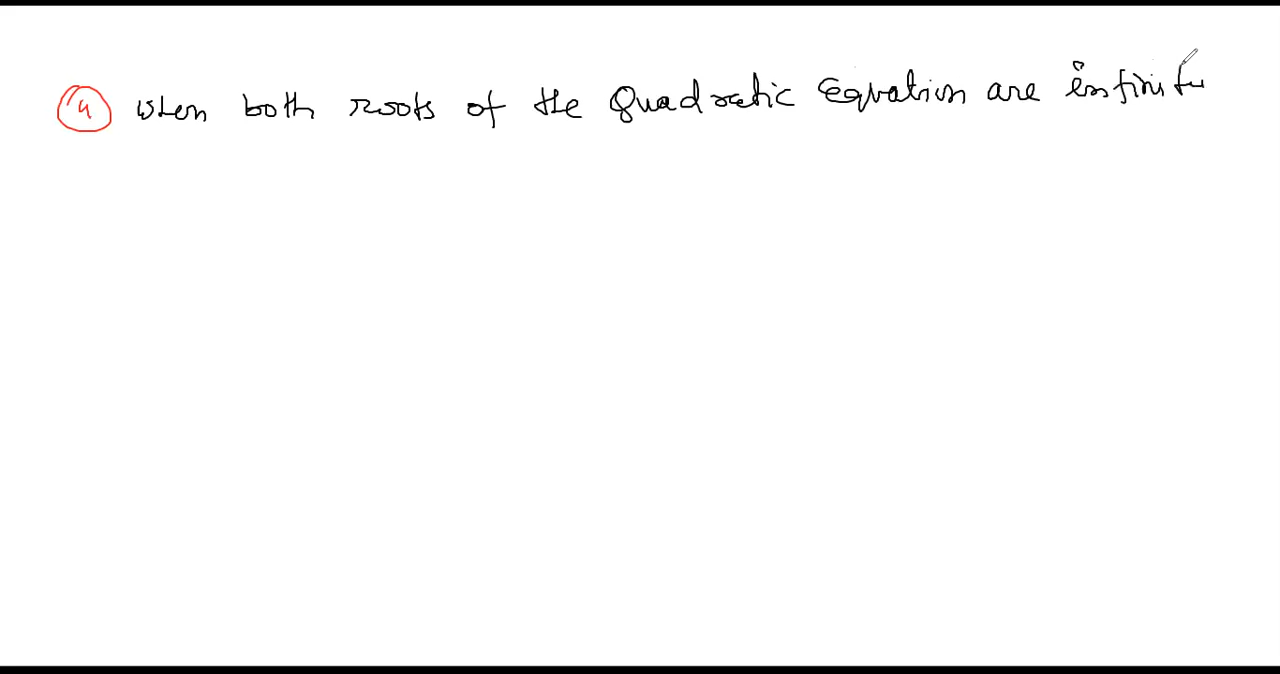 4 when both roots of the Quadratic Equation are infinite